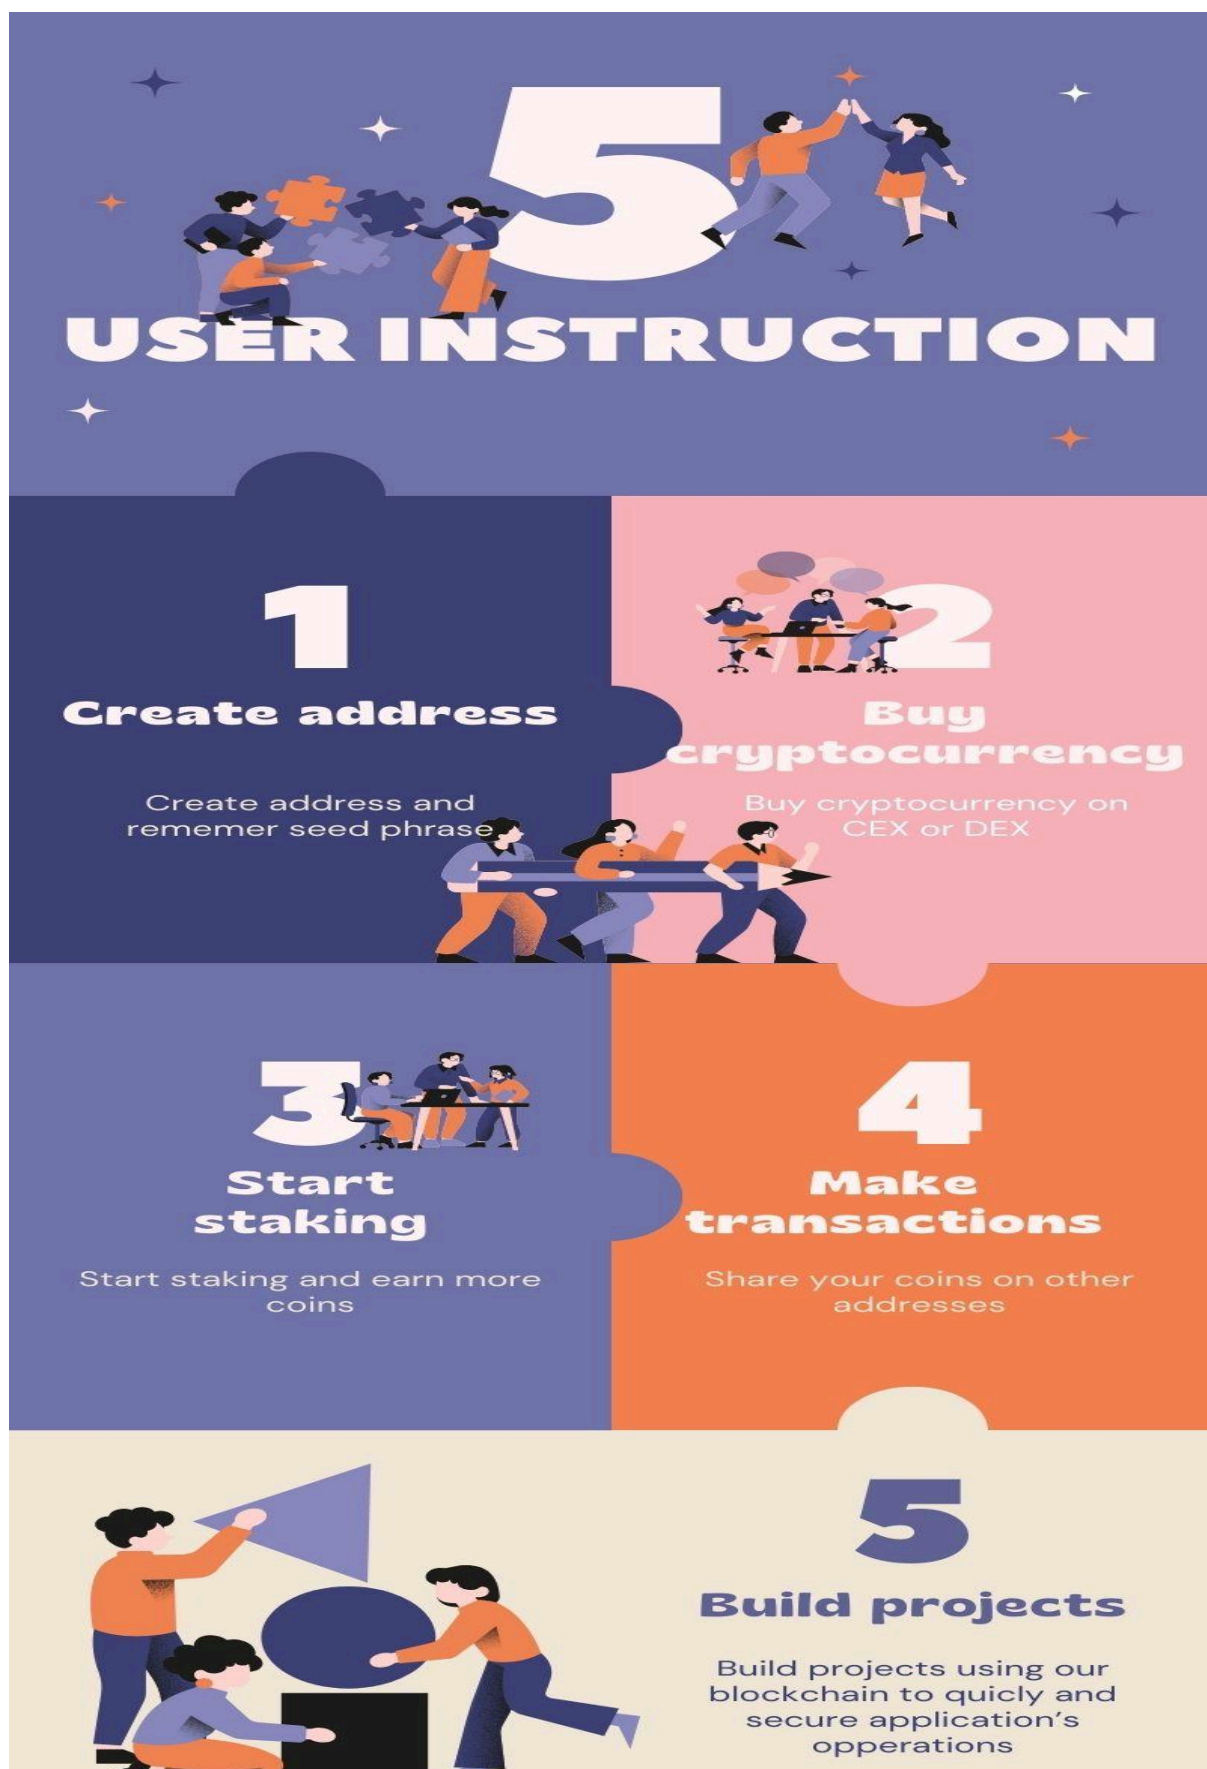 5
USER INSTRUCTION
1
Create address
Create address and
rememer seed phrase
2
Buy
cryptocurrency
Buy cryptocurrency on
CEX or DEX
3
Start
staking
Start staking and earn more
coins
4
Make
transactions
Share your coins on other
addresses
5
Build projects
Build projects using our
blockchain to quicly and
secure application's
opperations